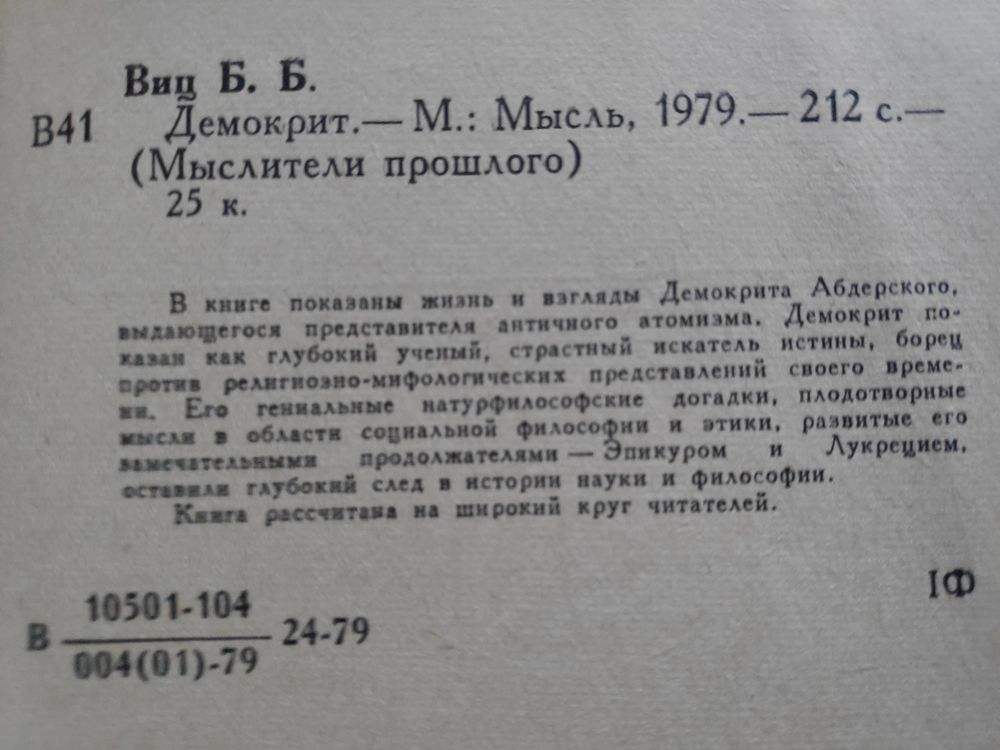 Виц Б. Б.
В41 Демокрит.— М.: Мысль, 1979.— 212 с.—
(Мыслители прошлого)
25 к.
В книге показаны жизнь и взгляды Демокрита Абдерского,
выдающегося представителя античного атомизма. Демокрит по-
казан как глубокий ученый, страстный искатель истины, борец
против религиозно-мифологических представлений своего време-
ни. Его гениальные натурфилософские догадки, плодотворные
мысли в области социальной философии и этики, развитые его
замечательными продолжателями — Эпикуром и Лукрецием,
оставили глубокий след в истории науки и философии.
Книга рассчитана на широкий круг читателей.
10501-104
В 24-79
004(01)-79
1Ф